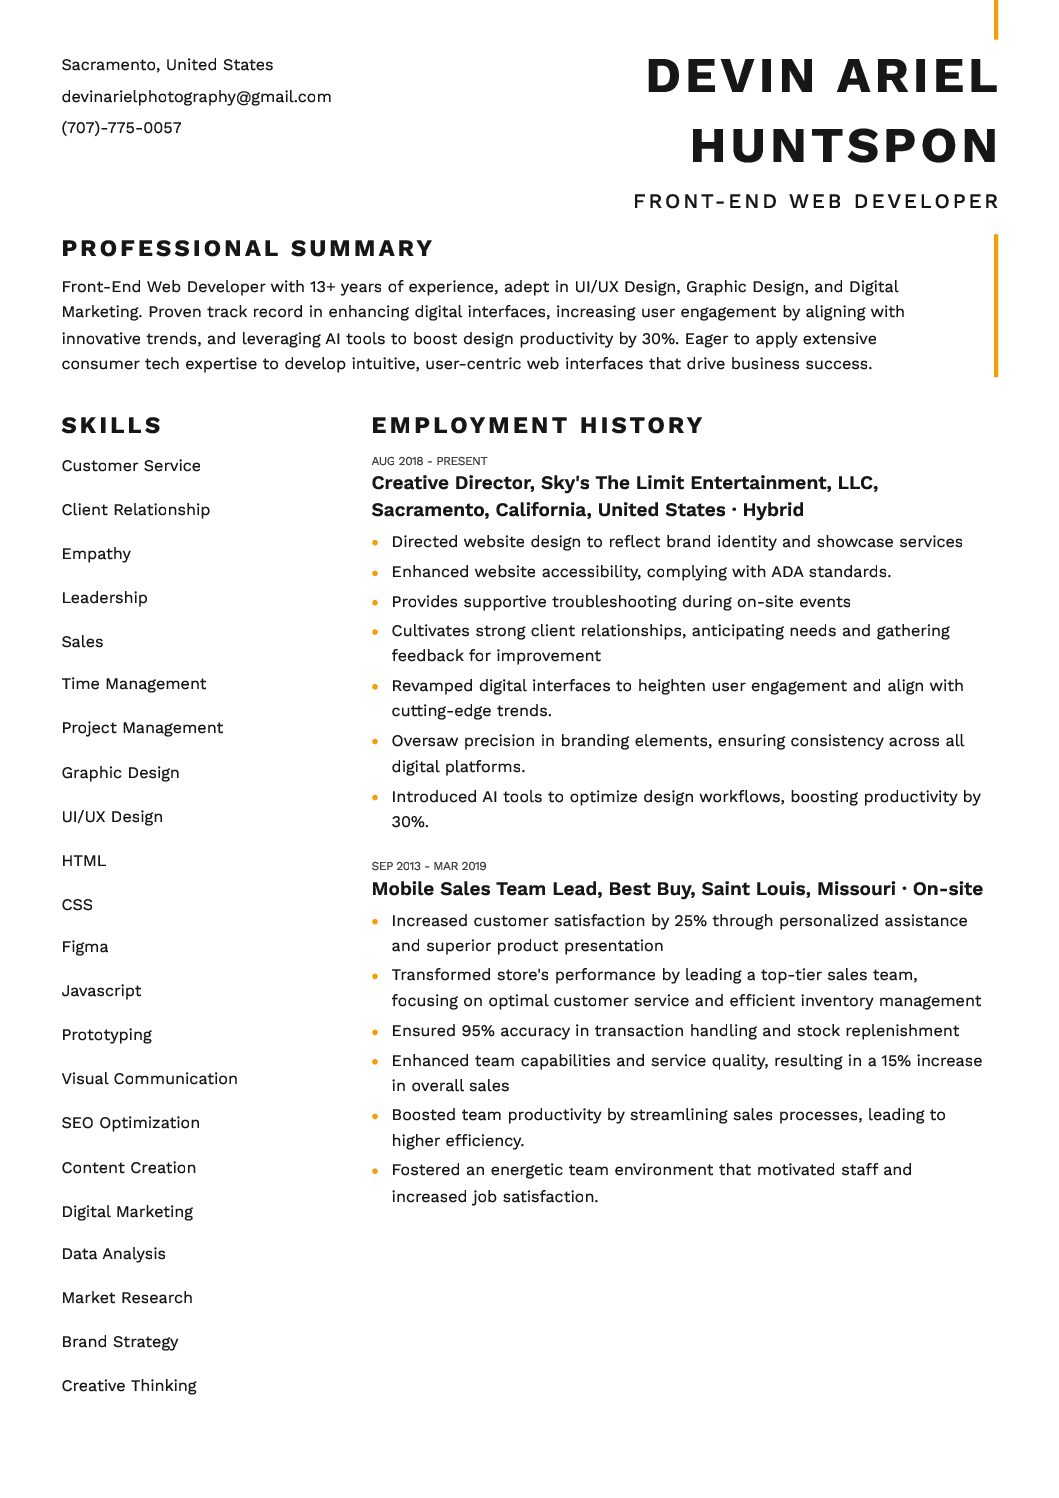 Sacramento, United States
devinarielphotography@gmail.com
(707)-775-0057
DEVIN ARIEL
HUNTSPON
FRONT-END WEB DEVELOPER
PROFESSIONAL SUMMARY
Front-End Web Developer with 13+ years of experience, adept in UI/UX Design, Graphic Design, and Digital
Marketing. Proven track record in enhancing digital interfaces, increasing user engagement by aligning with
innovative trends, and leveraging AI tools to boost design productivity by 30%. Eager to apply extensive
consumer tech expertise to develop intuitive, user-centric web interfaces that drive business success.
SKILLS
Customer Service
Client Relationship
Empathy
Leadership
Sales
Time Management
Project Management
Graphic Design
UI/UX Design
HTML
CSS
Figma
Javascript
Prototyping
Visual Communication
SEO Optimization
Content Creation
Digital Marketing
Data Analysis
Market Research
Brand Strategy
Creative Thinking
EMPLOYMENT HISTORY
AUG 2018 - PRESENT
Creative Director, Sky's The Limit Entertainment, LLC,
Sacramento, California, United States · Hybrid
• Directed website design to reflect brand identity and showcase services
• Enhanced website accessibility, complying with ADA standards.
• Provides supportive troubleshooting during on-site events
• Cultivates strong client relationships, anticipating needs and gathering
feedback for improvement
• Revamped digital interfaces to heighten user engagement and align with
cutting-edge trends.
• Oversaw precision in branding elements, ensuring consistency across all
digital platforms.
• Introduced AI tools to optimize design workflows, boosting productivity by
30%.
SEP 2013 - MAR 2019
Mobile Sales Team Lead, Best Buy, Saint Louis, Missouri · On-site
• Increased customer satisfaction by 25% through personalized assistance
and superior product presentation
• Transformed store's performance by leading a top-tier sales team,
focusing on optimal customer service and efficient inventory management
• Ensured 95% accuracy in transaction handling and stock replenishment
• Enhanced team capabilities and service quality, resulting in a 15% increase
in overall sales
• Boosted team productivity by streamlining sales processes, leading to
higher efficiency.
• Fostered an energetic team environment that motivated staff and
increased job satisfaction.